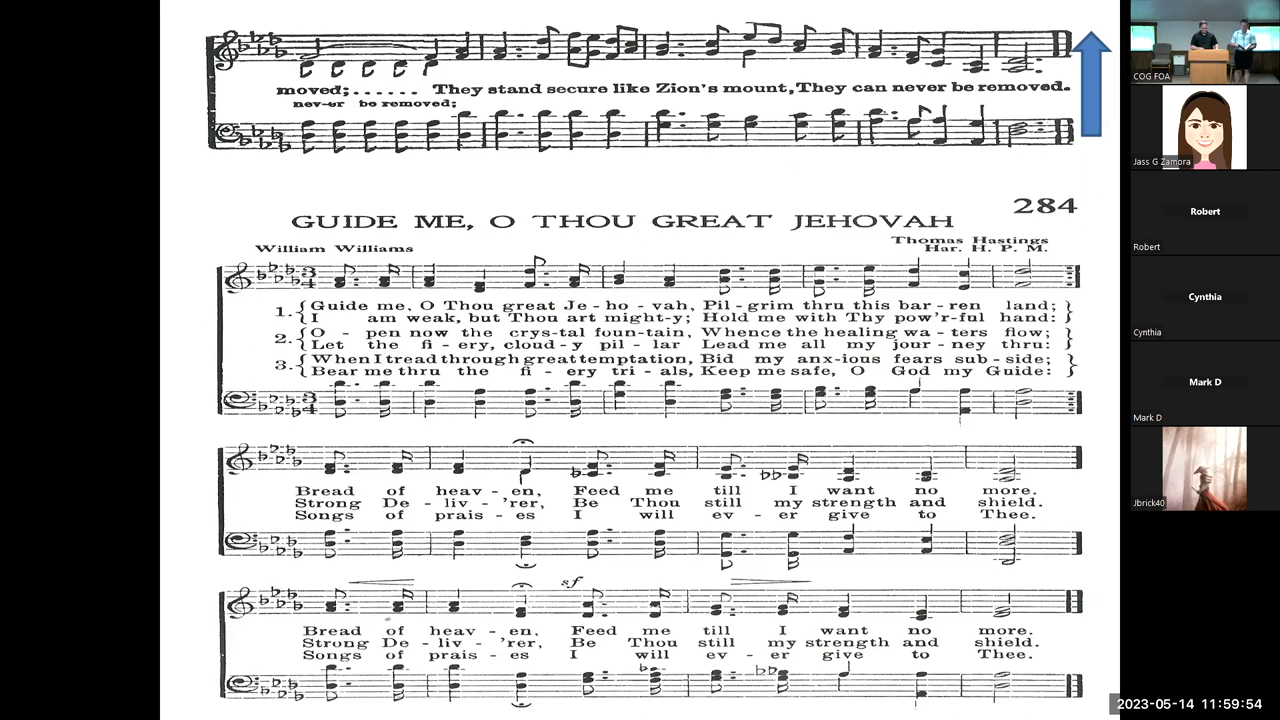 moved;...... They stand secure like Zion's mount, They can never be removed.
nev-er be removed;
284
GUIDE ME, O THOU GREAT JEHOVAH
William Williams
Thomas Hastings
Har. H. P. M.
1. Guide me, O Thou great Je - ho - vah, Pil - grim thru this bar - ren land;
I am weak, but Thou art might-y; Hold me with Thy pow'r-ful hand:
2. O - pen now the crys-tal foun-tain, Whence the healing wa - ters flow;
Let the fi - ery, cloud-y pil - lar Lead me all my jour - ney thru:
3. When I tread through great temptation, Bid my anx-ious fears sub - side;
Bear me thru the fi - ery tri - als, Keep me safe, O God my Guide:
Bread of heav - en, Feed me till I want no more.
Strong De - liv - 'rer, Be Thou still my strength and shield.
Songs of prais - es I will ev - er give to Thee.
sf
Bread of heav - en, Feed me till I want no more.
Strong De - liv - 'rer, Be Thou still my strength and shield.
Songs of prais - es I will ev - er give to Thee.
COG FOA
Jass G Zamora
Robert
Robert
Cynthia
Cynthia
Mark D
Mark D
Jbrick40
2023-05-14 11:59:54